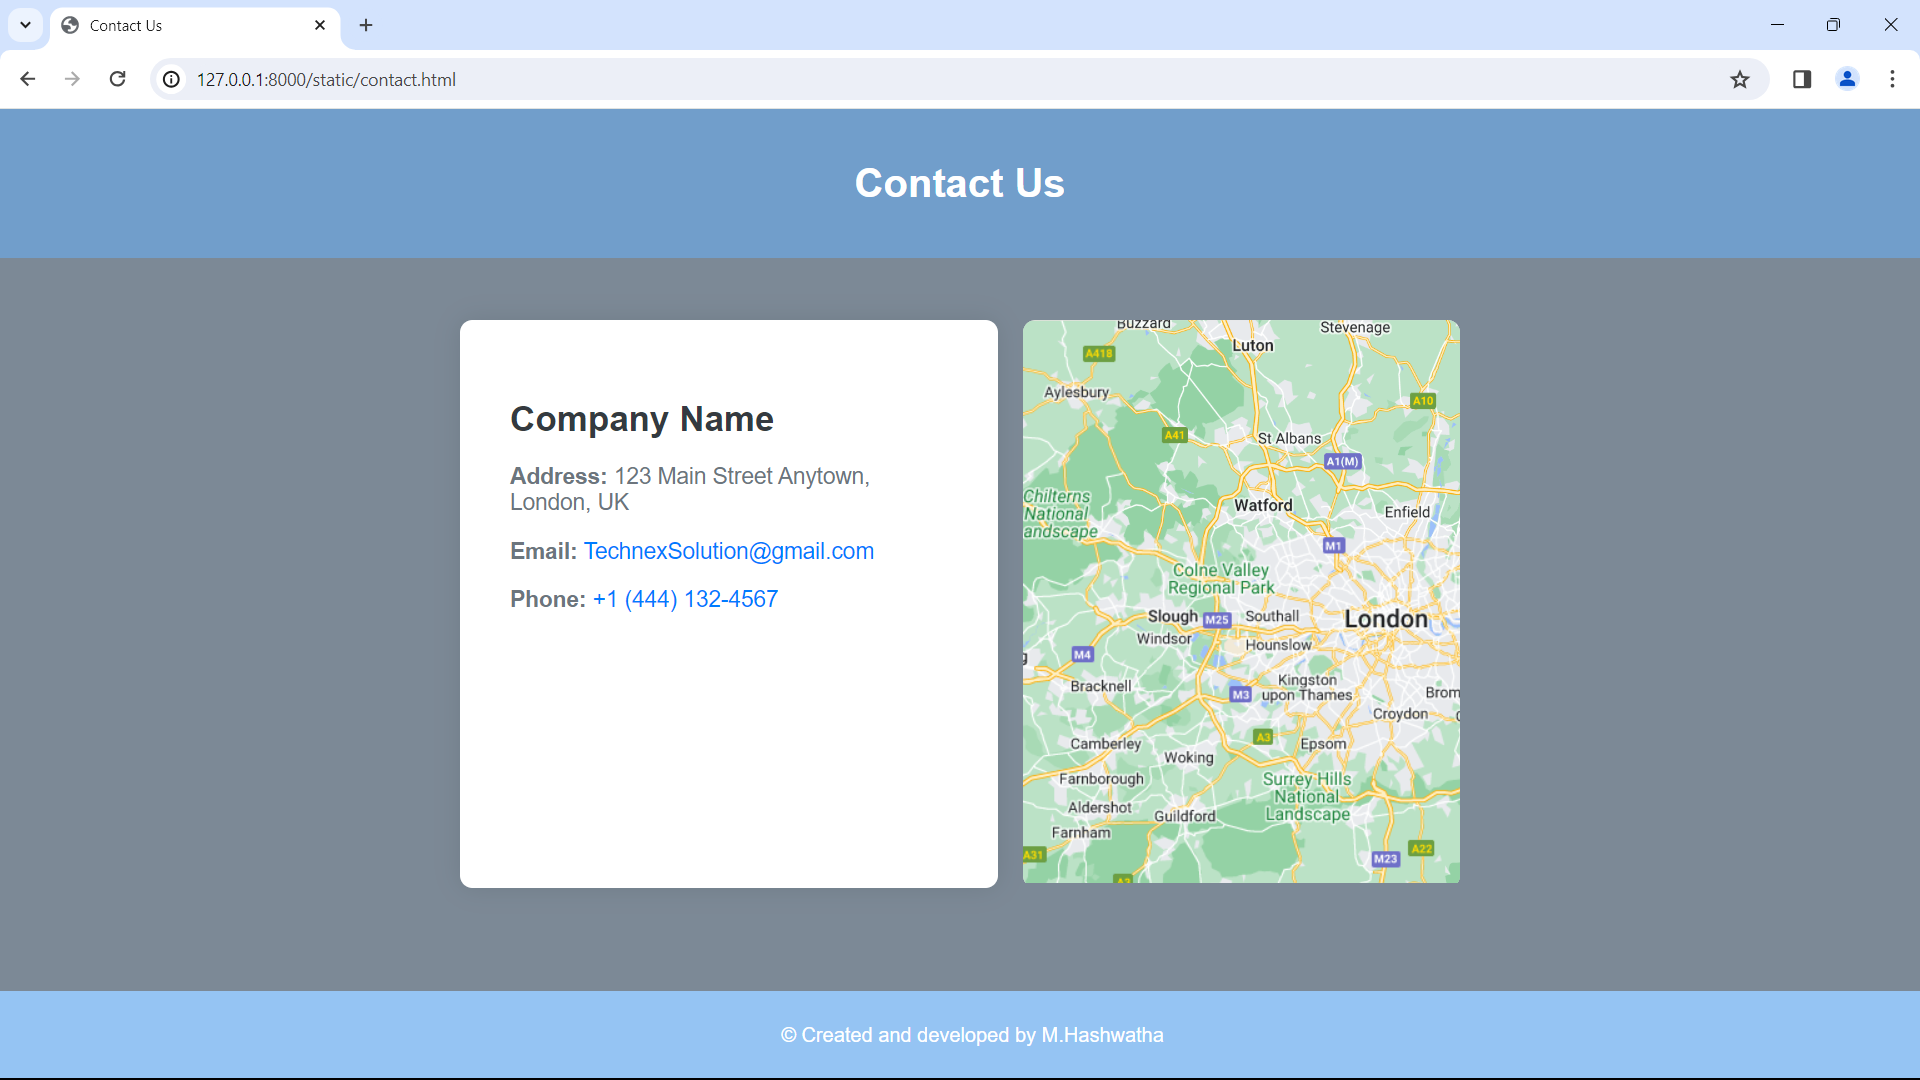 Contact Us
127.0.0.1:8000/static/contact.html
Contact Us
Company Name
Address: 123 Main Street Anytown,
London, UK
Email: TechnexSolution@gmail.com
Phone: +1 (444) 132-4567
Buzzard
Stevenage
Luton
A418
Aylesbury
A10
A41
St Albans
A1(M)
Chilterns
National
andscape
Watford
Enfield
M1
Colne Valley
Regional Park
Slough
M25
Southall
London
Windsor
Hounslow
M4
Bracknell
Kingston
upon Thames
M3
Brom
Croydon
A3
Camberley
Epsom
Woking
Farnborough
Surrey Hills
National
Landscape
Aldershot
Guildford
Farnham
A31
A22
M23
A3
© Created and developed by M.Hashwatha